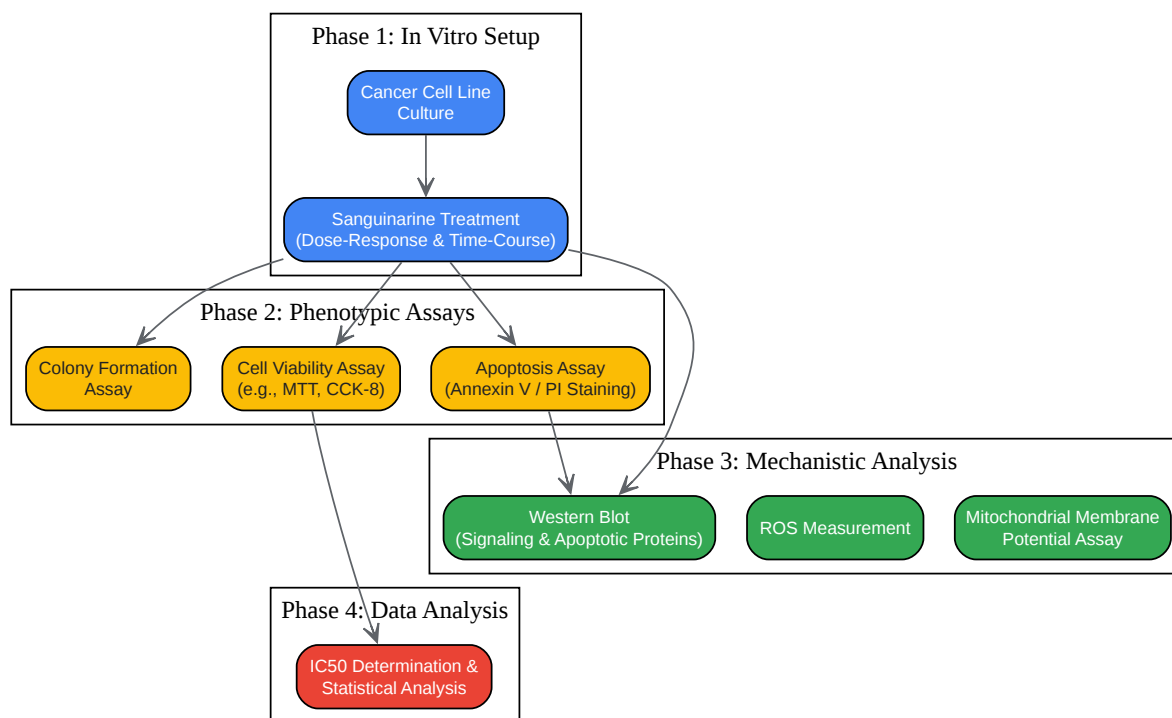 Phase 1: In Vitro Setup
Cancer Cell Line
Culture
Sanguinarine Treatment
(Dose-Response & Time-Course)
Phase 2: Phenotypic Assays
Colony Formation
Assay
Cell Viability Assay
(e.g., MTT, CCK-8)
Apoptosis Assay
(Annexin V / PI Staining)
Phase 3: Mechanistic Analysis
Western Blot
(Signaling & Apoptotic Proteins)
ROS Measurement
Mitochondrial Membrane
Potential Assay
Phase 4: Data Analysis
IC50 Determination &
Statistical Analysis